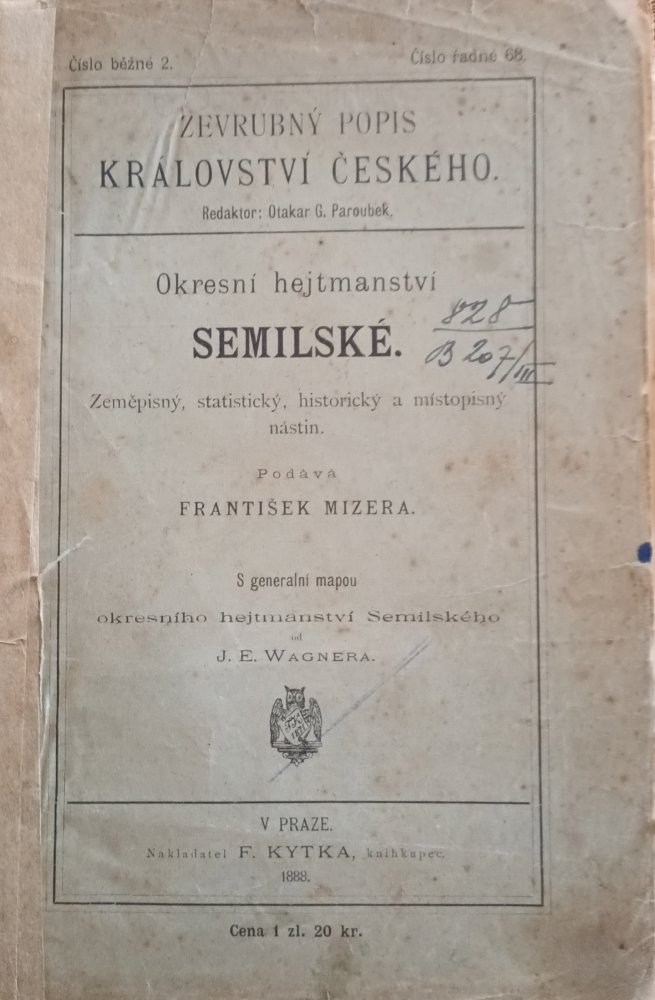 Číslo běžné 2.
Číslo řadné 68.
ZEVRUBNÝ POPIS
KRÁLOVSTVÍ ČESKÉHO.
Redaktor: Otakar G. Paroubek.
Okresní hejtmanství
SEMILSKÉ.
828
B 207/III
Zeměpisný, statistický, historický a místopisný
nástin.
Podává
FRANTIŠEK MIZERA.
S generalní mapou
okresního hejtmanství Semilského
od
J. E. WAGNERA.
V PRAZE.
Nakladatel F. KYTKA, knihkupec.
1888.
Cena 1 zl. 20 kr.